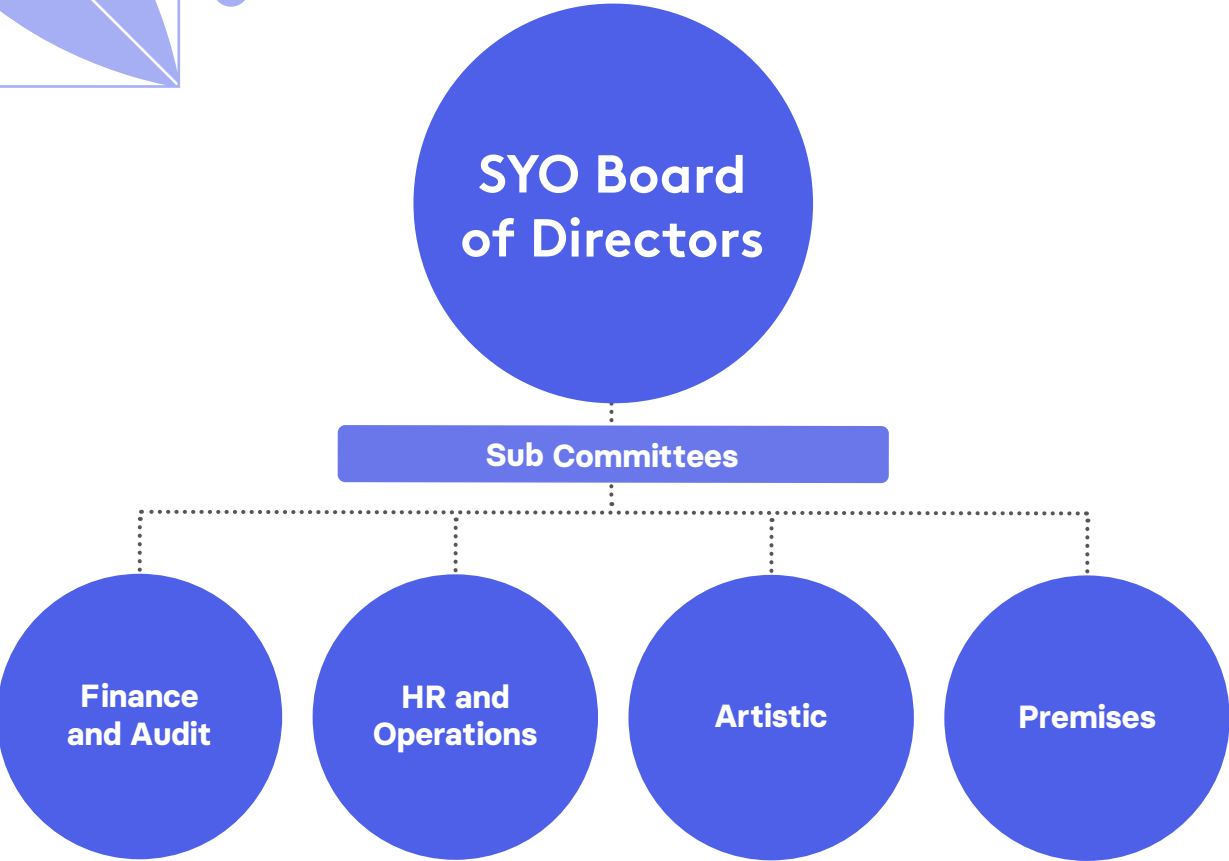 SYO Board
of Directors
Sub Committees
Finance
and Audit
HR and
Operations
Artistic
Premises